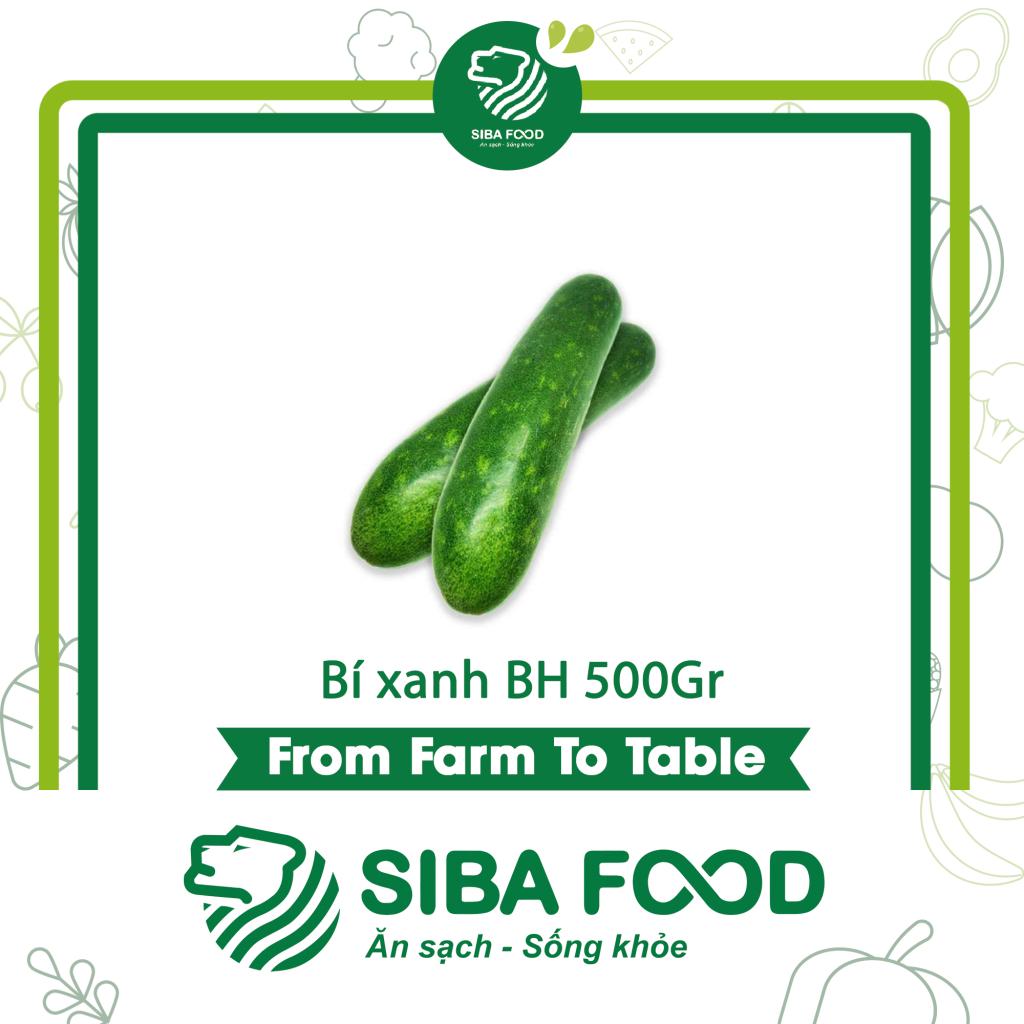 SIBA FOOD
Ăn sạch - Sống khỏe
Bí xanh BH 500Gr
From Farm To Table
SIBA FOOD
Ăn sạch - Sống khỏe